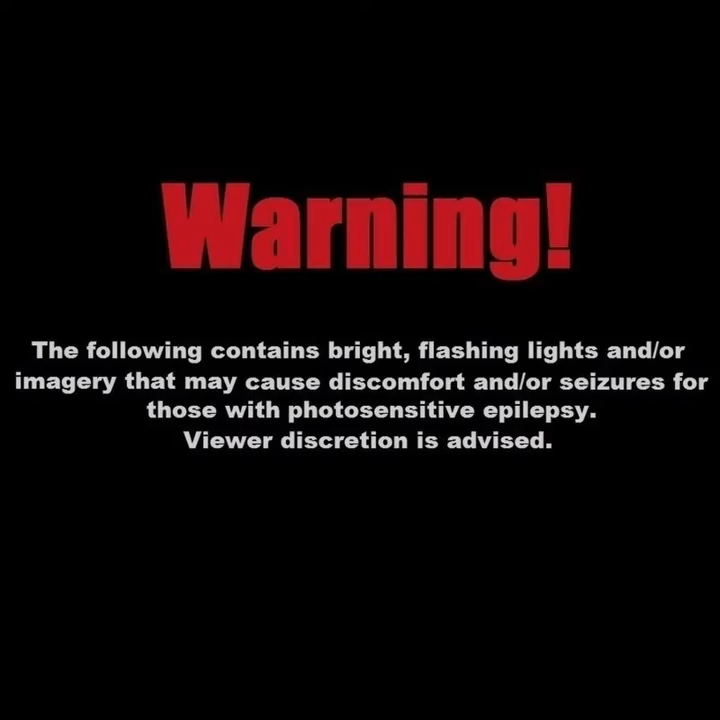 Warning!
The following contains bright, flashing lights and/or
imagery that may cause discomfort and/or seizures for
those with photosensitive epilepsy.
Viewer discretion is advised.